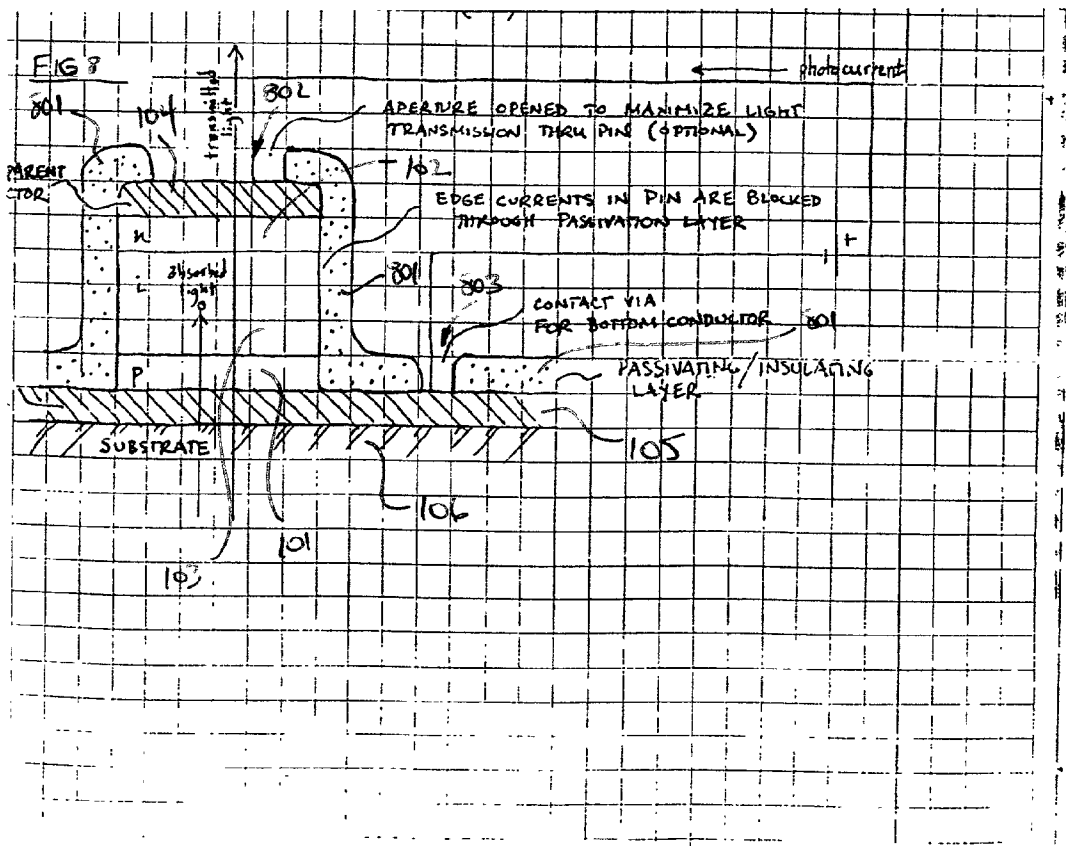 FIG 8
transmitted
light
photocurrent
801
104
802
APERTURE OPENED TO MAXIMIZE LIGHT
TRANSMISSION THRU PIN (OPTIONAL)
102
PARENT
CTOR
EDGE CURRENTS IN PIN ARE BLOCKED
THROUGH PASSIVATION LAYER
n
+
i
absorbed
light
801
803
CONTACT VIA
FOR BOTTOM CONDUCTOR
801
P
PASSIVATING/INSULATING
LAYER
SUBSTRATE
105
106
101
103